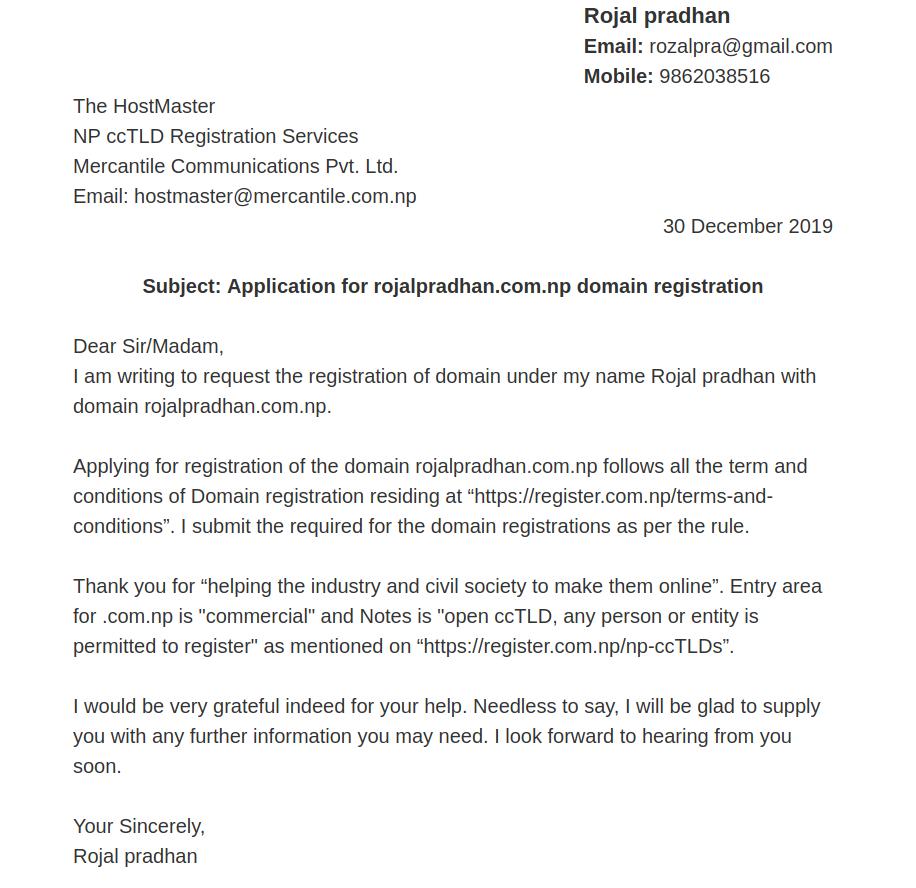 Rojal pradhan
Email: rozalpra@gmail.com
Mobile: 9862038516
The HostMaster
NP ccTLD Registration Services
Mercantile Communications Pvt. Ltd.
Email: hostmaster@mercantile.com.np
30 December 2019
Subject: Application for rojalpradhan.com.np domain registration
Dear Sir/Madam,
I am writing to request the registration of domain under my name Rojal pradhan with
domain rojalpradhan.com.np.
Applying for registration of the domain rojalpradhan.com.np follows all the term and
conditions of Domain registration residing at “https://register.com.np/terms-and-
conditions”. I submit the required for the domain registrations as per the rule.
Thank you for “helping the industry and civil society to make them online”. Entry area
for .com.np is "commercial" and Notes is "open ccTLD, any person or entity is
permitted to register" as mentioned on “https://register.com.np/np-ccTLDs”.
I would be very grateful indeed for your help. Needless to say, I will be glad to supply
you with any further information you may need. I look forward to hearing from you
soon.
Your Sincerely,
Rojal pradhan